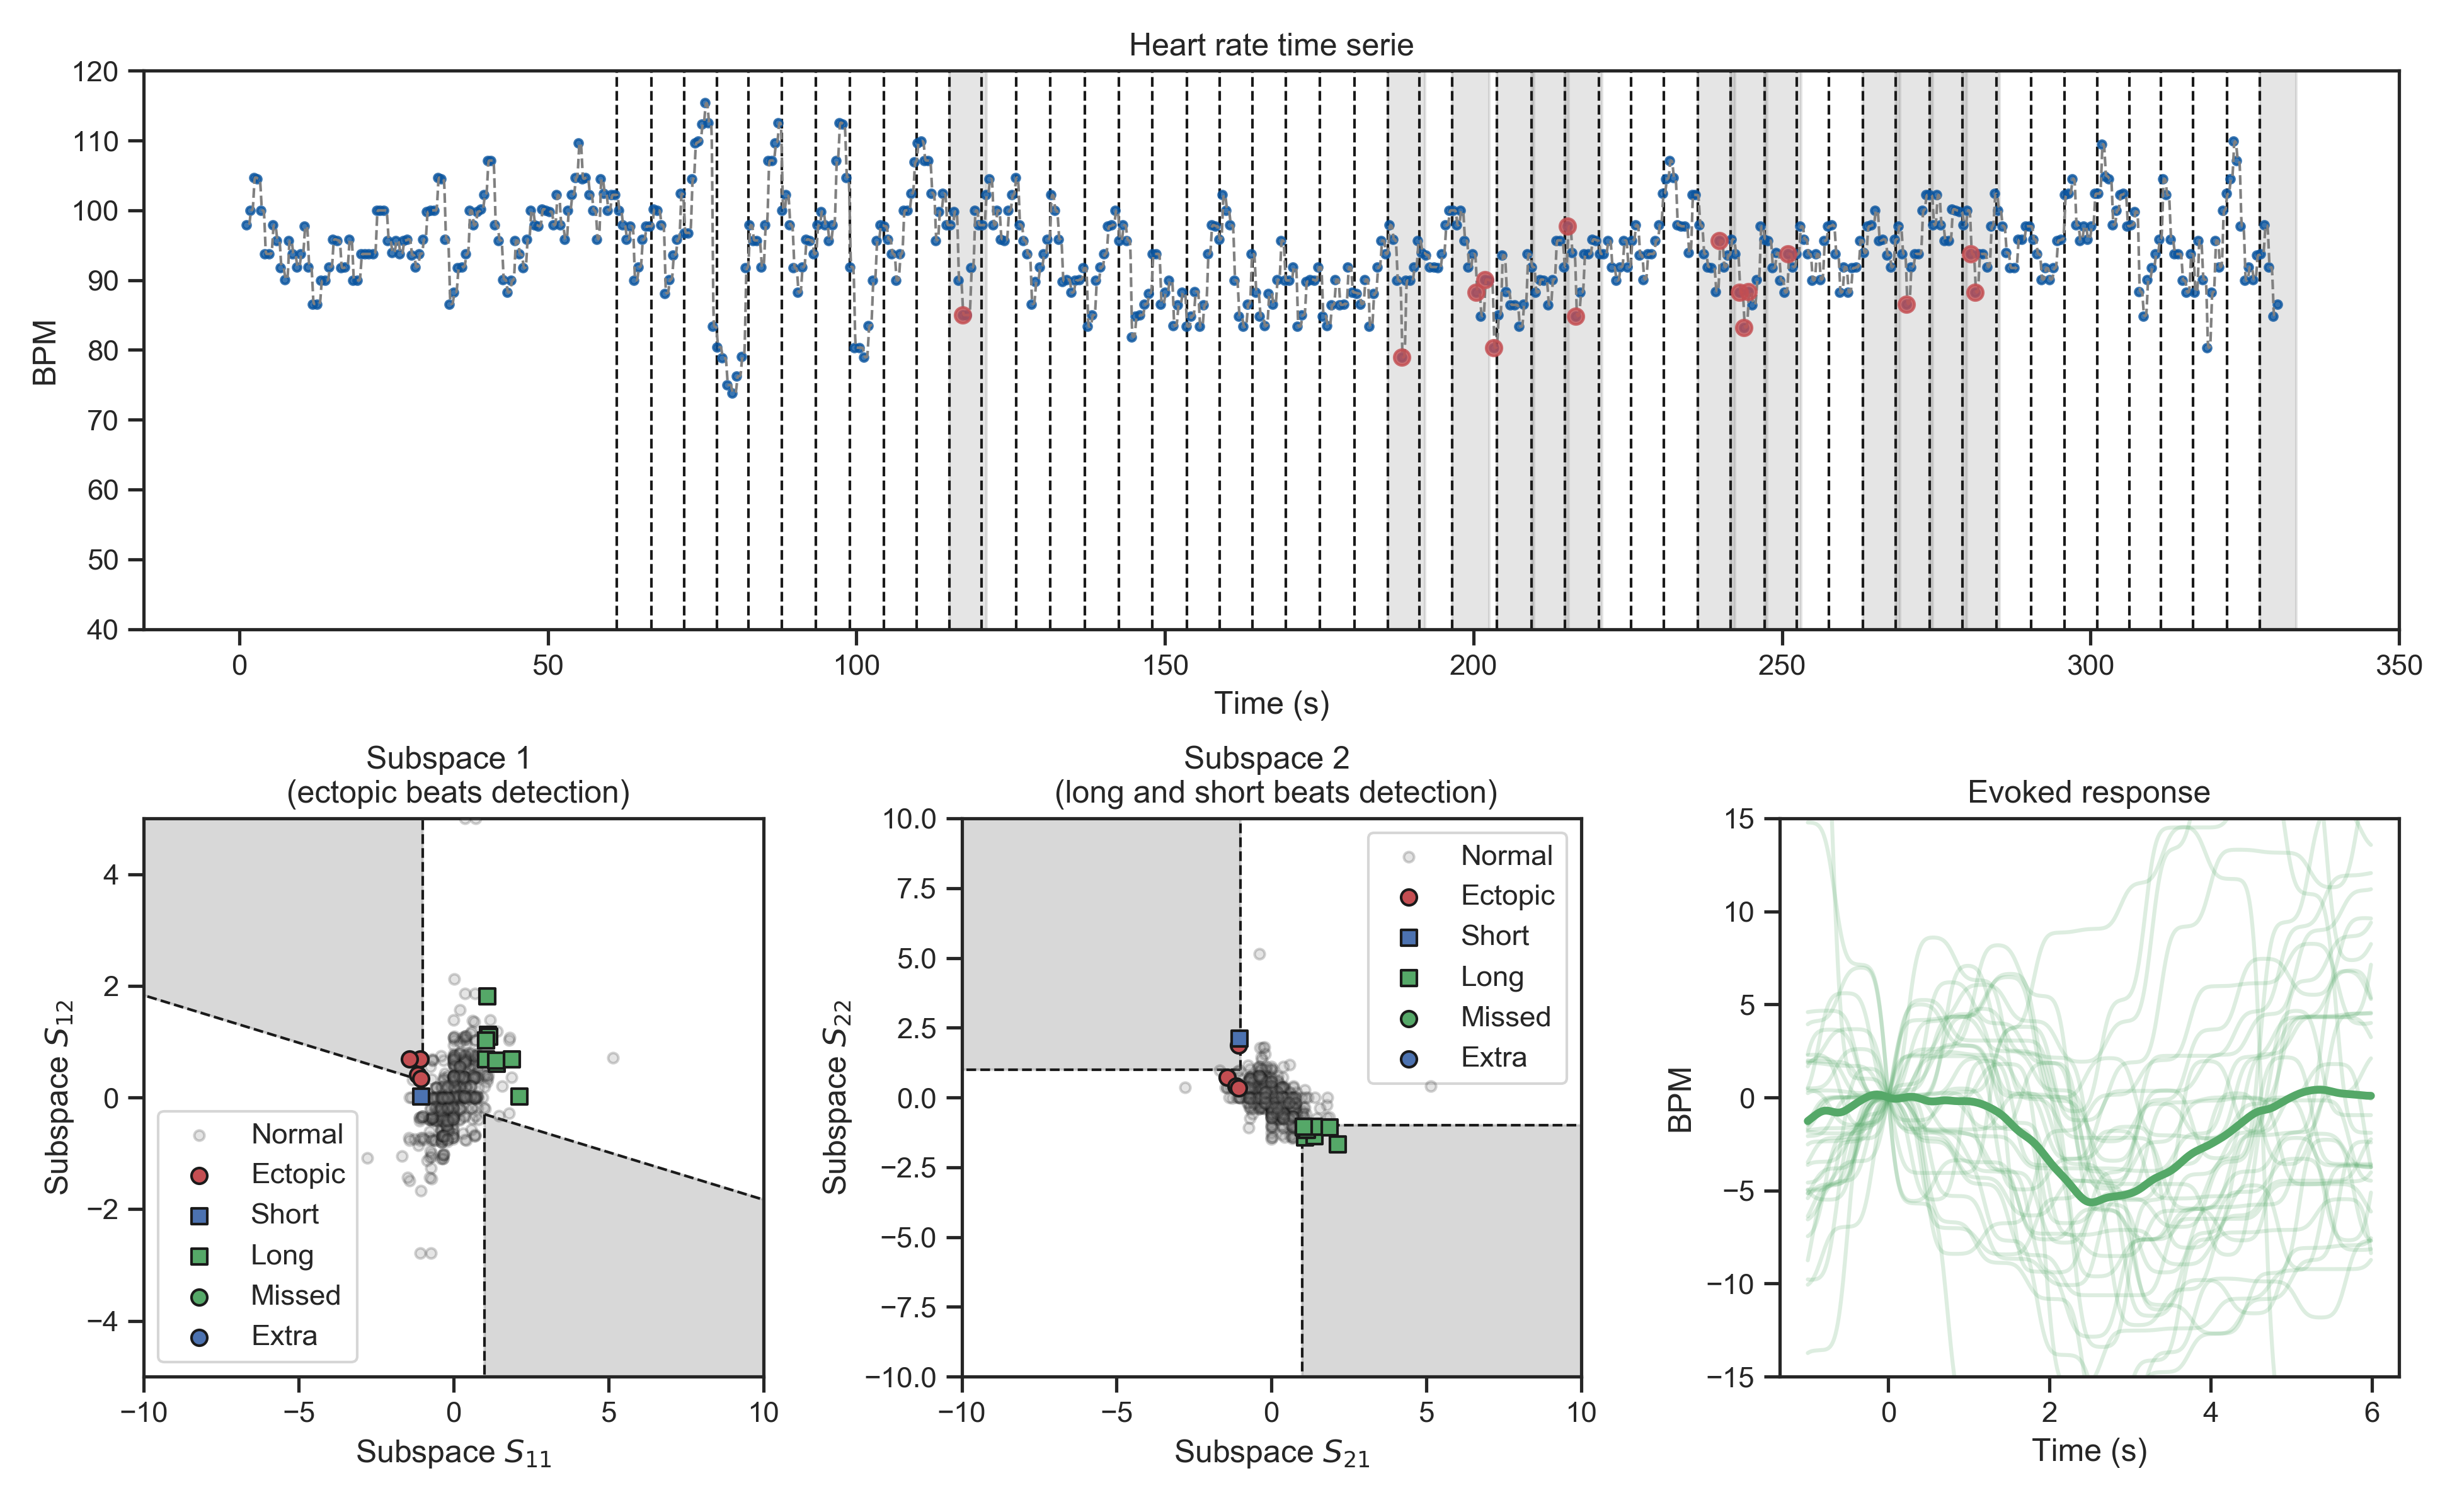 Heart rate time serie
120
110
100
90
80
70
60
50
40
BPM
0 50 100 150 200 250 300 350
Time (s)
Subspace 1
(ectopic beats detection)
4
2
0
−2
−4
Subspace S12
Normal
Ectopic
Short
Long
Missed
Extra
−10 −5 0 5 10
Subspace S11
Subspace 2
(long and short beats detection)
10.0
7.5
5.0
2.5
0.0
−2.5
−5.0
−7.5
−10.0
Subspace S22
Normal
Ectopic
Short
Long
Missed
Extra
−10 −5 0 5 10
Subspace S21
Evoked response
15
10
5
0
−5
−10
−15
BPM
0 2 4 6
Time (s)